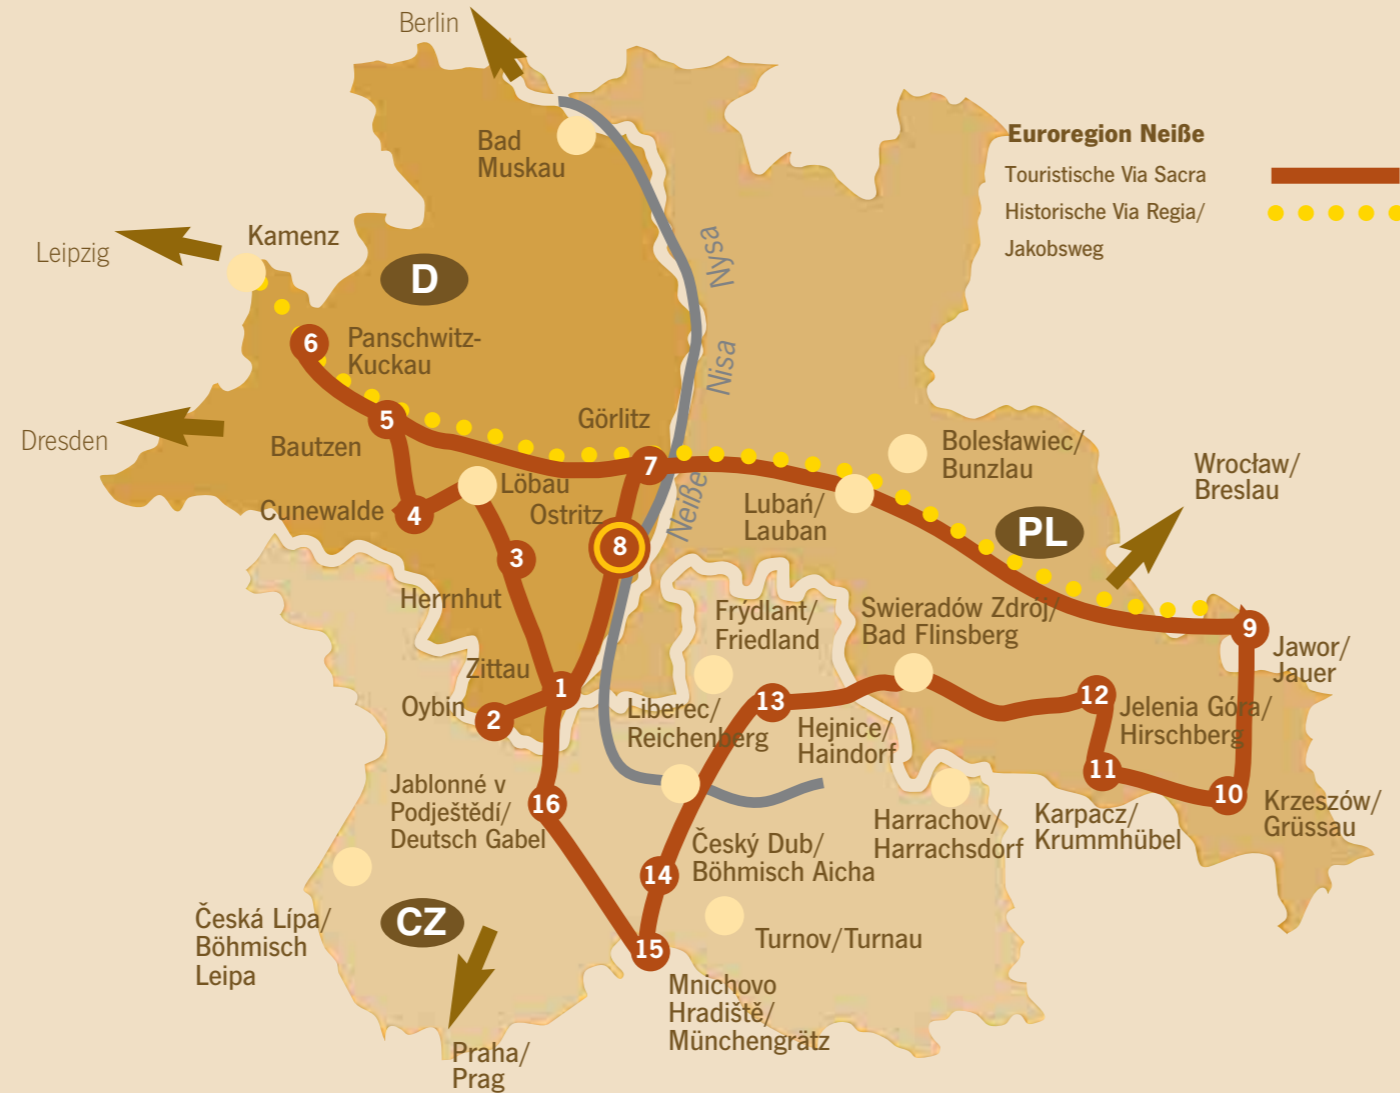 Berlin
Bad
Muskau
Euroregion Neiße
Touristische Via Sacra
Historische Via Regia/
Jakobsweg
Leipzig
Kamenz
D
Nysa
Nisa
Neiße
6
Panschwitz-
Kuckau
Dresden
5
Bautzen
Görlitz
7
Löbau
Cunewalde
4
Ostritz
8
3
Herrnhut
Bolesławiec/
Bunzlau
Lubań/
Lauban
PL
Wrocław/
Breslau
Frýdlant/
Friedland
Swieradów Zdrój/
Bad Flinsberg
9
Jawor/
Jauer
Zittau
1
Oybin
2
Liberec/
Reichenberg
13
Hejnice/
Haindorf
12
Jelenia Góra/
Hirschberg
11
Karpacz/
Krummhübel
10
Krzeszów/
Grüssau
Jablonné v
Podještědí/
Deutsch Gabel
16
Harrachov/
Harrachsdorf
Český Dub/
Böhmisch Aicha
14
Česká Lípa/
Böhmisch
Leipa
CZ
Turnov/Turnau
15
Mnichovo
Hradiště/
Münchengrätz
Praha/
Prag